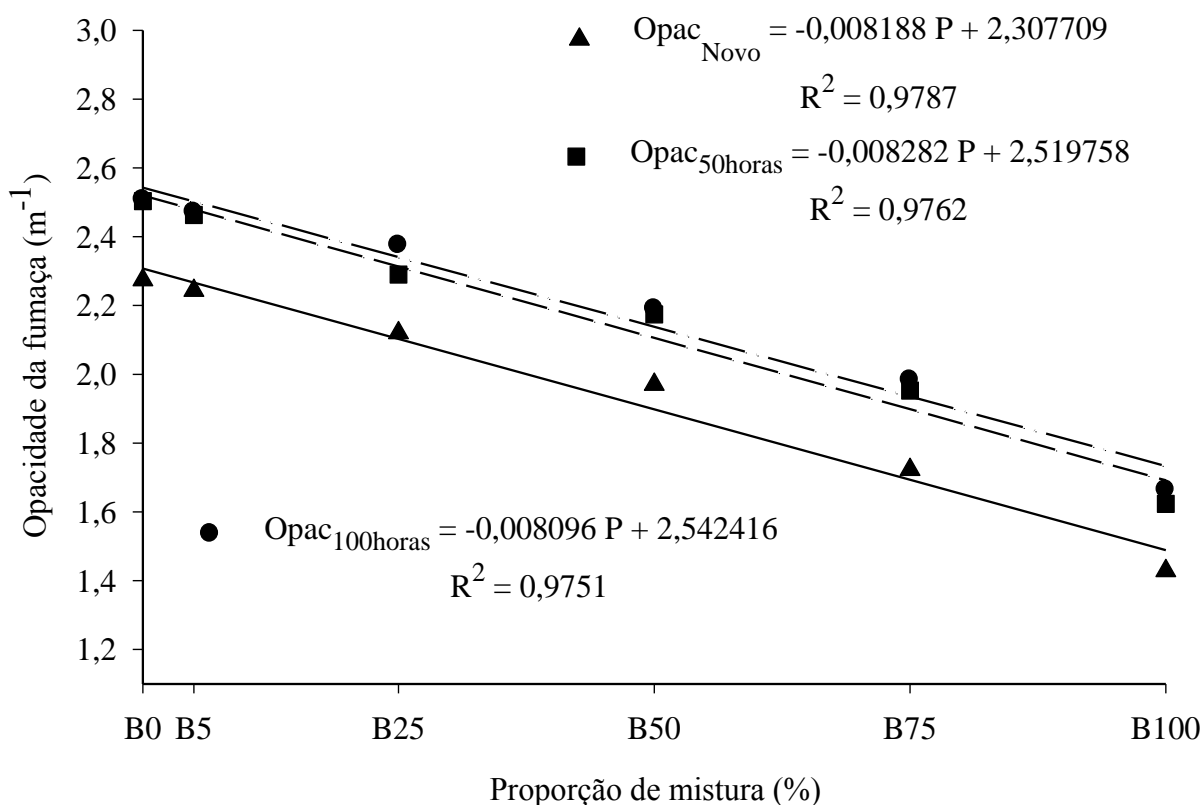 Opac_Novo = -0,008188 P + 2,307709
R² = 0,9787
Opac_50horas = -0,008282 P + 2,519758
R² = 0,9762
Opac_100horas = -0,008096 P + 2,542416
R² = 0,9751
Opacidade da fumaça (m⁻¹)
3,0
2,8
2,6
2,4
2,2
2,0
1,8
1,6
1,4
1,2
B0 B5 B25 B50 B75 B100
Proporção de mistura (%)